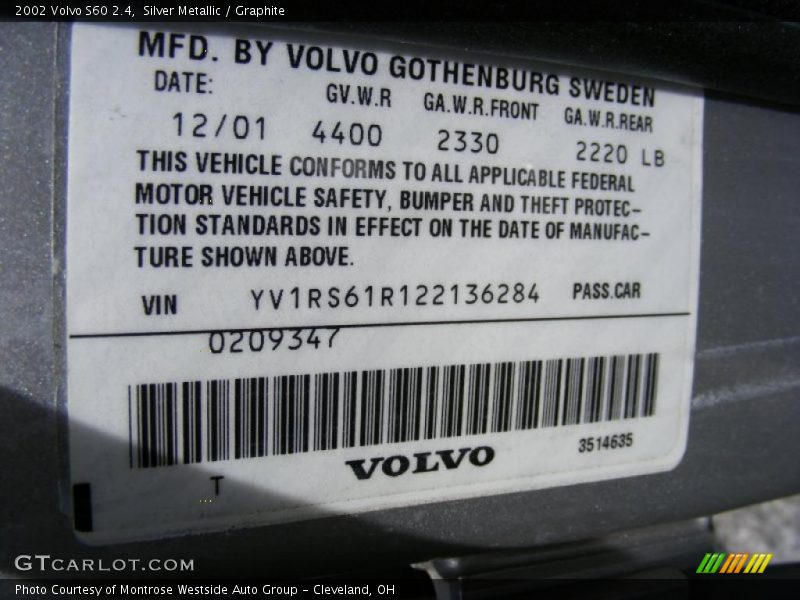 2002 Volvo S60 2.4, Silver Metallic / Graphite
MFD. BY VOLVO GOTHENBURG SWEDEN
DATE: GV.W.R GA.W.R.FRONT GA.W.R.REAR
12/01 4400 2330 2220 LB
THIS VEHICLE CONFORMS TO ALL APPLICABLE FEDERAL
MOTOR VEHICLE SAFETY, BUMPER AND THEFT PROTEC-
TION STANDARDS IN EFFECT ON THE DATE OF MANUFAC-
TURE SHOWN ABOVE.
VIN YV1RS61R122136284 PASS.CAR
0209347
T VOLVO 3514635
GTCARLOT.COM
Photo Courtesy of Montrose Westside Auto Group - Cleveland, OH